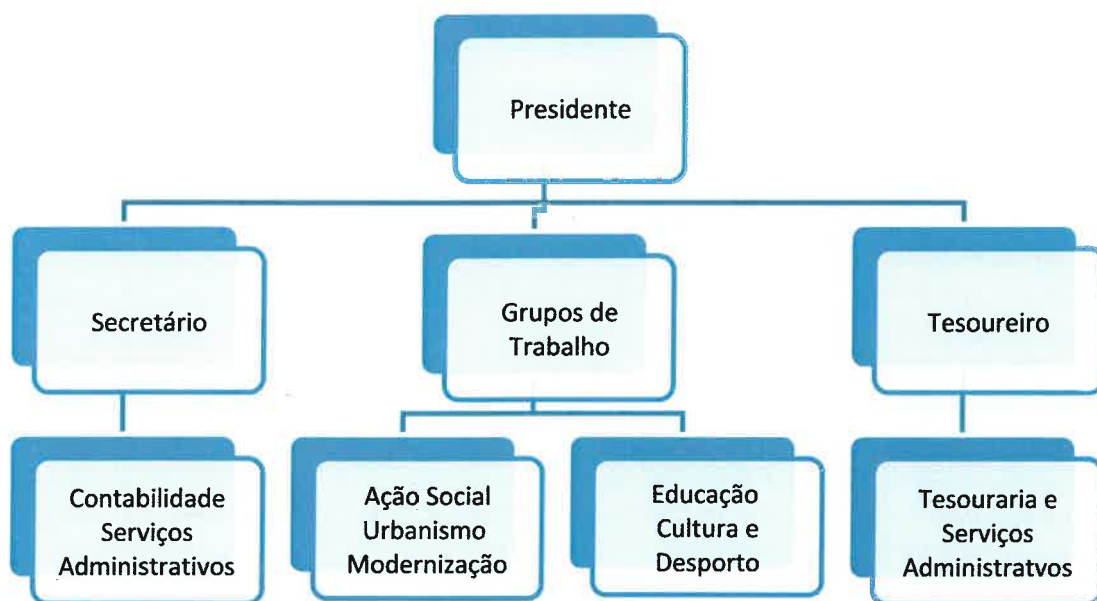 Presidente
Secretário
Grupos de
Trabalho
Tesoureiro
Contabilidade
Serviços
Administrativos
Ação Social
Urbanismo
Modernização
Educação
Cultura e
Desporto
Tesouraria e
Serviços
Administratvos